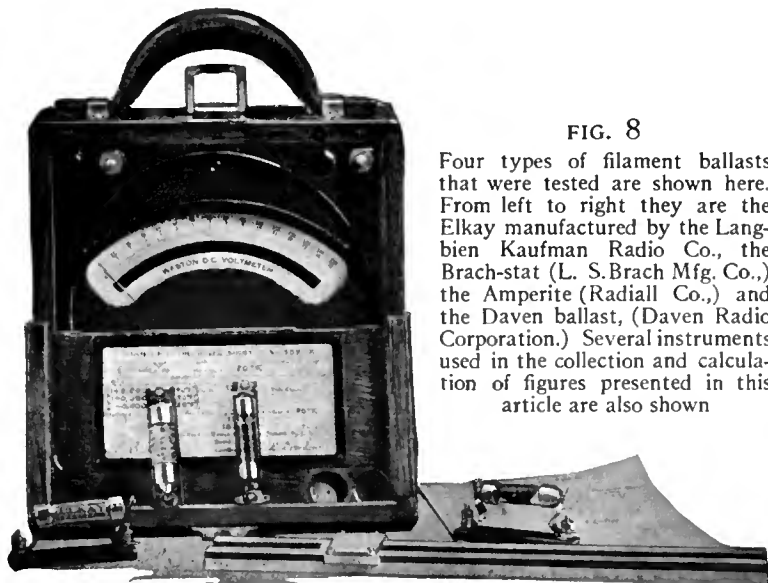 FIG. 8
Four types of filament ballasts
that were tested are shown here.
From left to right they are the
Elkay manufactured by the Lang-
bien Kaufman Radio Co., the
Brach-stat (L. S. Brach Mfg. Co.,)
the Amperite (Radiall Co.,) and
the Daven ballast, (Daven Radio
Corporation.) Several instruments
used in the collection and calcula-
tion of figures presented in this
article are also shown
WESTON D.C. VOLTMETER